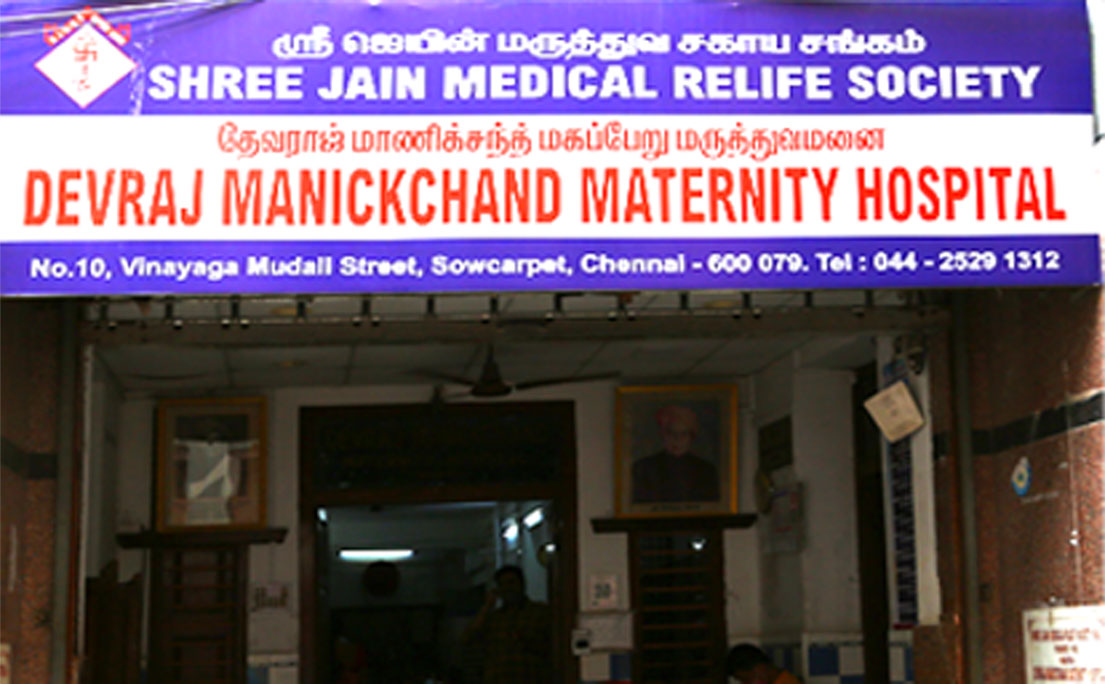 ஸ்ரீ ஜெயின் மருத்துவ சகாய சங்கம்
SHREE JAIN MEDICAL RELIFE SOCIETY
தேவராஜ் மாணிக்சந்த் மகப்பேறு மருத்துவமனை
DEVRAJ MANICKCHAND MATERNITY HOSPITAL
No.10, Vinayaga Mudali Street, Sowcarpet, Chennai - 600 079. Tel : 044 - 2529 1312